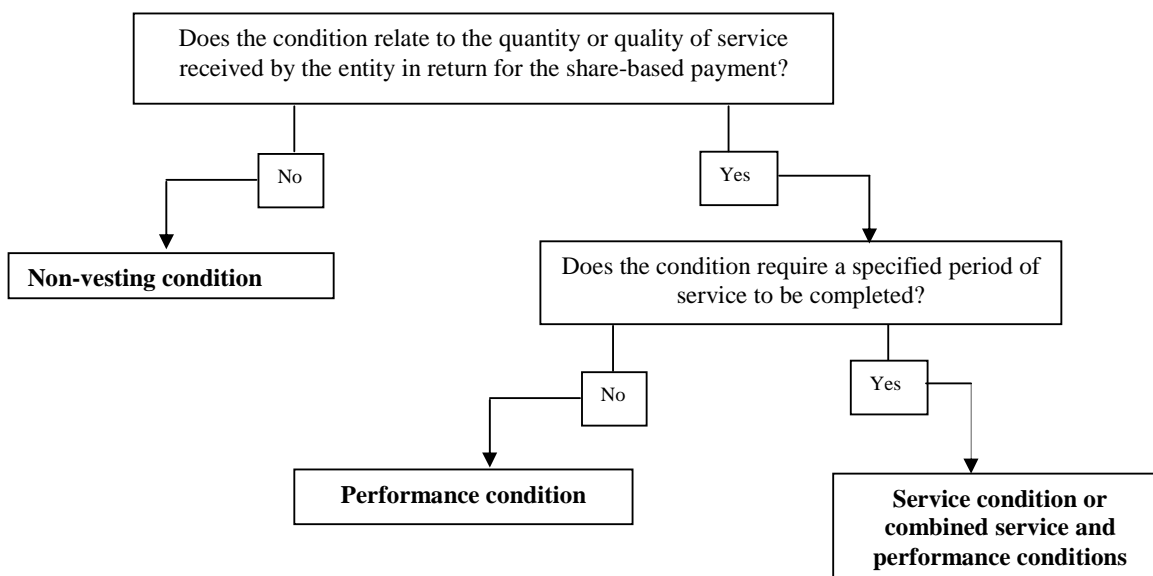 Does the condition relate to the quantity or quality of service
received by the entity in return for the share-based payment?
No
Yes
Non-vesting condition
Does the condition require a specified period of
service to be completed?
No
Yes
Performance condition
Service condition or
combined service and
performance conditions